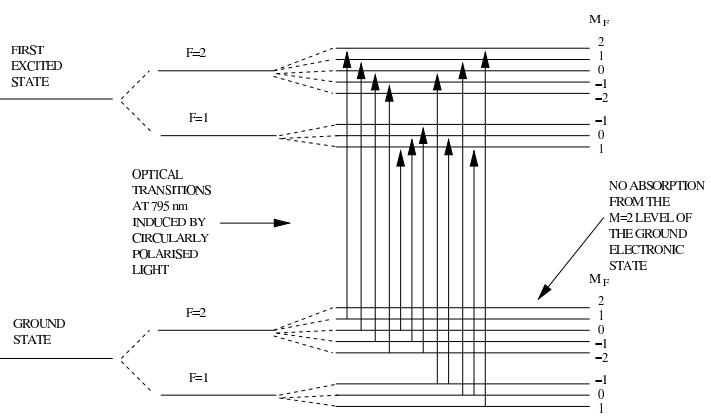 M F
FIRST
EXCITED
STATE
F=2
2
1
0
−1
−2
F=1
−1
0
1
OPTICAL
TRANSITIONS
AT 795 nm
INDUCED BY
CIRCULARLY
POLARISED
LIGHT
NO ABSORPTION
FROM THE
M=2 LEVEL OF
THE GROUND
ELECTRONIC
STATE
M F
GROUND
STATE
F=2
2
1
0
−1
−2
F=1
−1
0
1